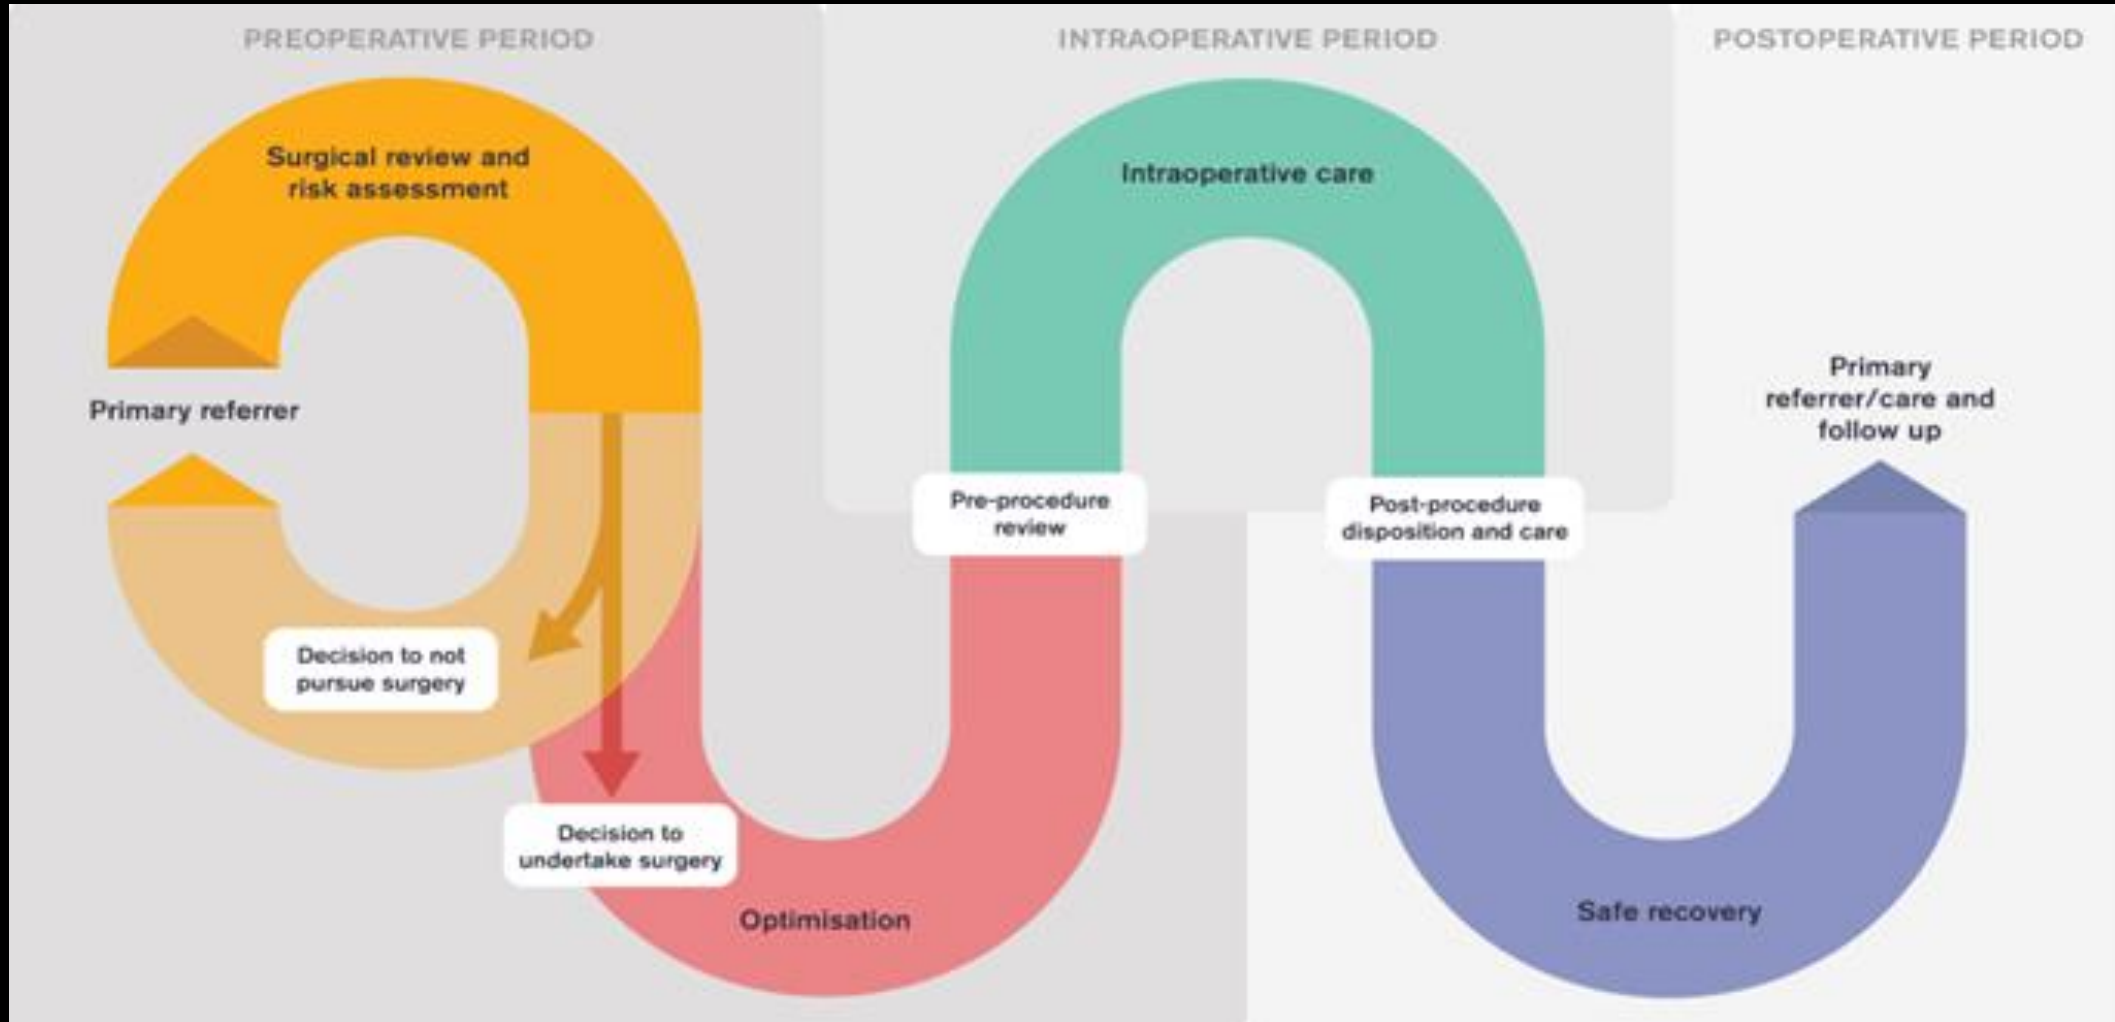 PREOPERATIVE PERIOD
INTRAOPERATIVE PERIOD
POSTOPERATIVE PERIOD
Surgical review and
risk assessment
Primary referrer
Decision to not
pursue surgery
Decision to
undertake surgery
Optimisation
Pre-procedure
review
Intraoperative care
Post-procedure
disposition and care
Safe recovery
Primary
referrer/care and
follow up